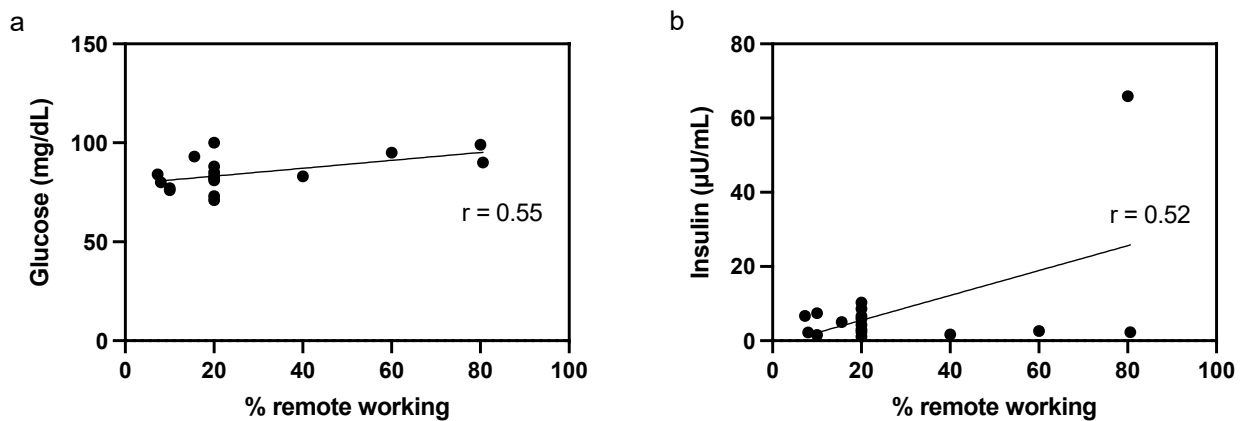 a
150
100
50
0
Glucose (mg/dL)
r = 0.55
0 20 40 60 80 100
% remote working
b
80
60
40
20
0
Insulin (µU/mL)
r = 0.52
0 20 40 60 80 100
% remote working